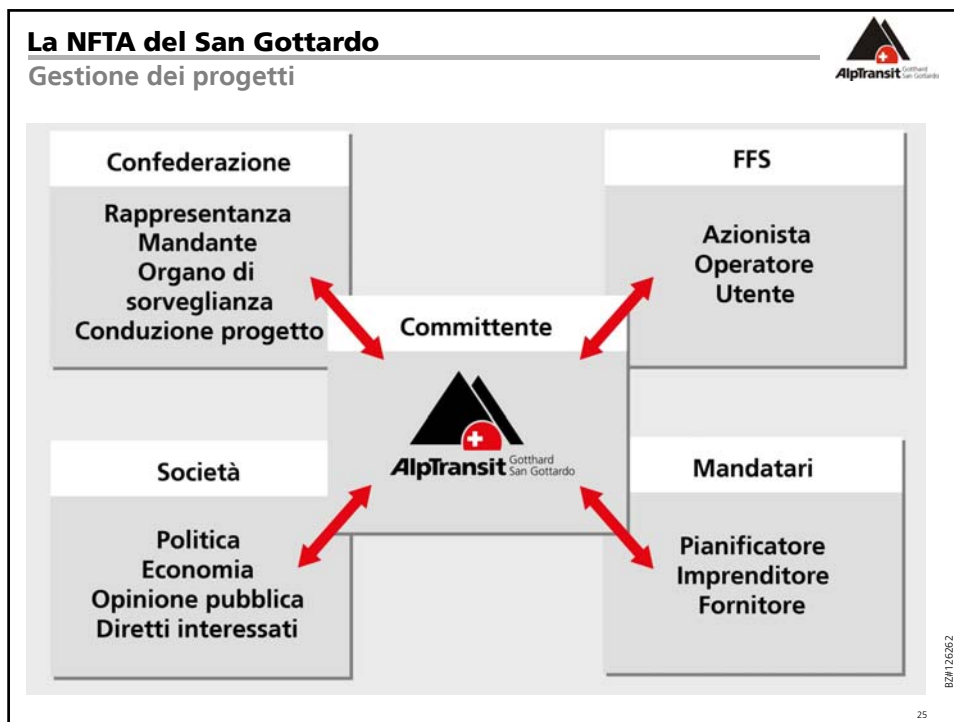 La NFTA del San Gottardo
Gestione dei progetti
AlpTransit Gotthard
San Gottardo
Confederazione
Rappresentanza
Mandante
Organo di
sorveglianza
Conduzione progetto
FFS
Azionista
Operatore
Utente
Committente
AlpTransit Gotthard
San Gottardo
Società
Politica
Economia
Opinione pubblica
Diretti interessati
Mandatari
Pianificatore
Imprenditore
Fornitore
BZ#126262
25